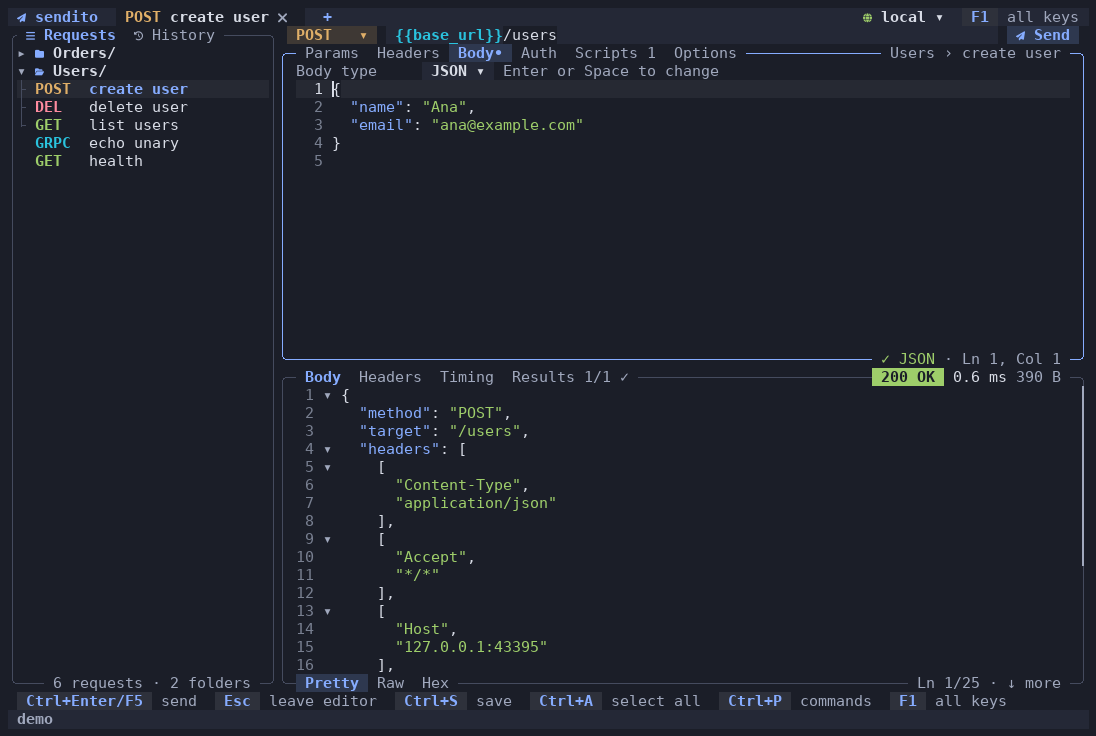 sendito POST create user × + local ▾ F1 all keys
Requests History
Orders/
Users/
POST create user
DEL delete user
GET list users
GRPC echo unary
GET health
6 requests · 2 folders
POST ▾ {{base_url}}/users Send
Params Headers Body• Auth Scripts 1 Options Users › create user
Body type JSON ▾ Enter or Space to change
1 {
2 "name": "Ana",
3 "email": "ana@example.com"
4 }
5
✓ JSON · Ln 1, Col 1
Body Headers Timing Results 1/1 ✓ 200 OK 0.6 ms 390 B
1 ▾ {
2 "method": "POST",
3 "target": "/users",
4 ▾ "headers": [
5 ▾ [
6 "Content-Type",
7 "application/json"
8 ],
9 ▾ [
10 "Accept",
11 "*/*"
12 ],
13 ▾ [
14 "Host",
15 "127.0.0.1:43395"
16 ],
Pretty Raw Hex Ln 1/25 · ↓ more
Ctrl+Enter/F5 send Esc leave editor Ctrl+S save Ctrl+A select all Ctrl+P commands F1 all keys
demo